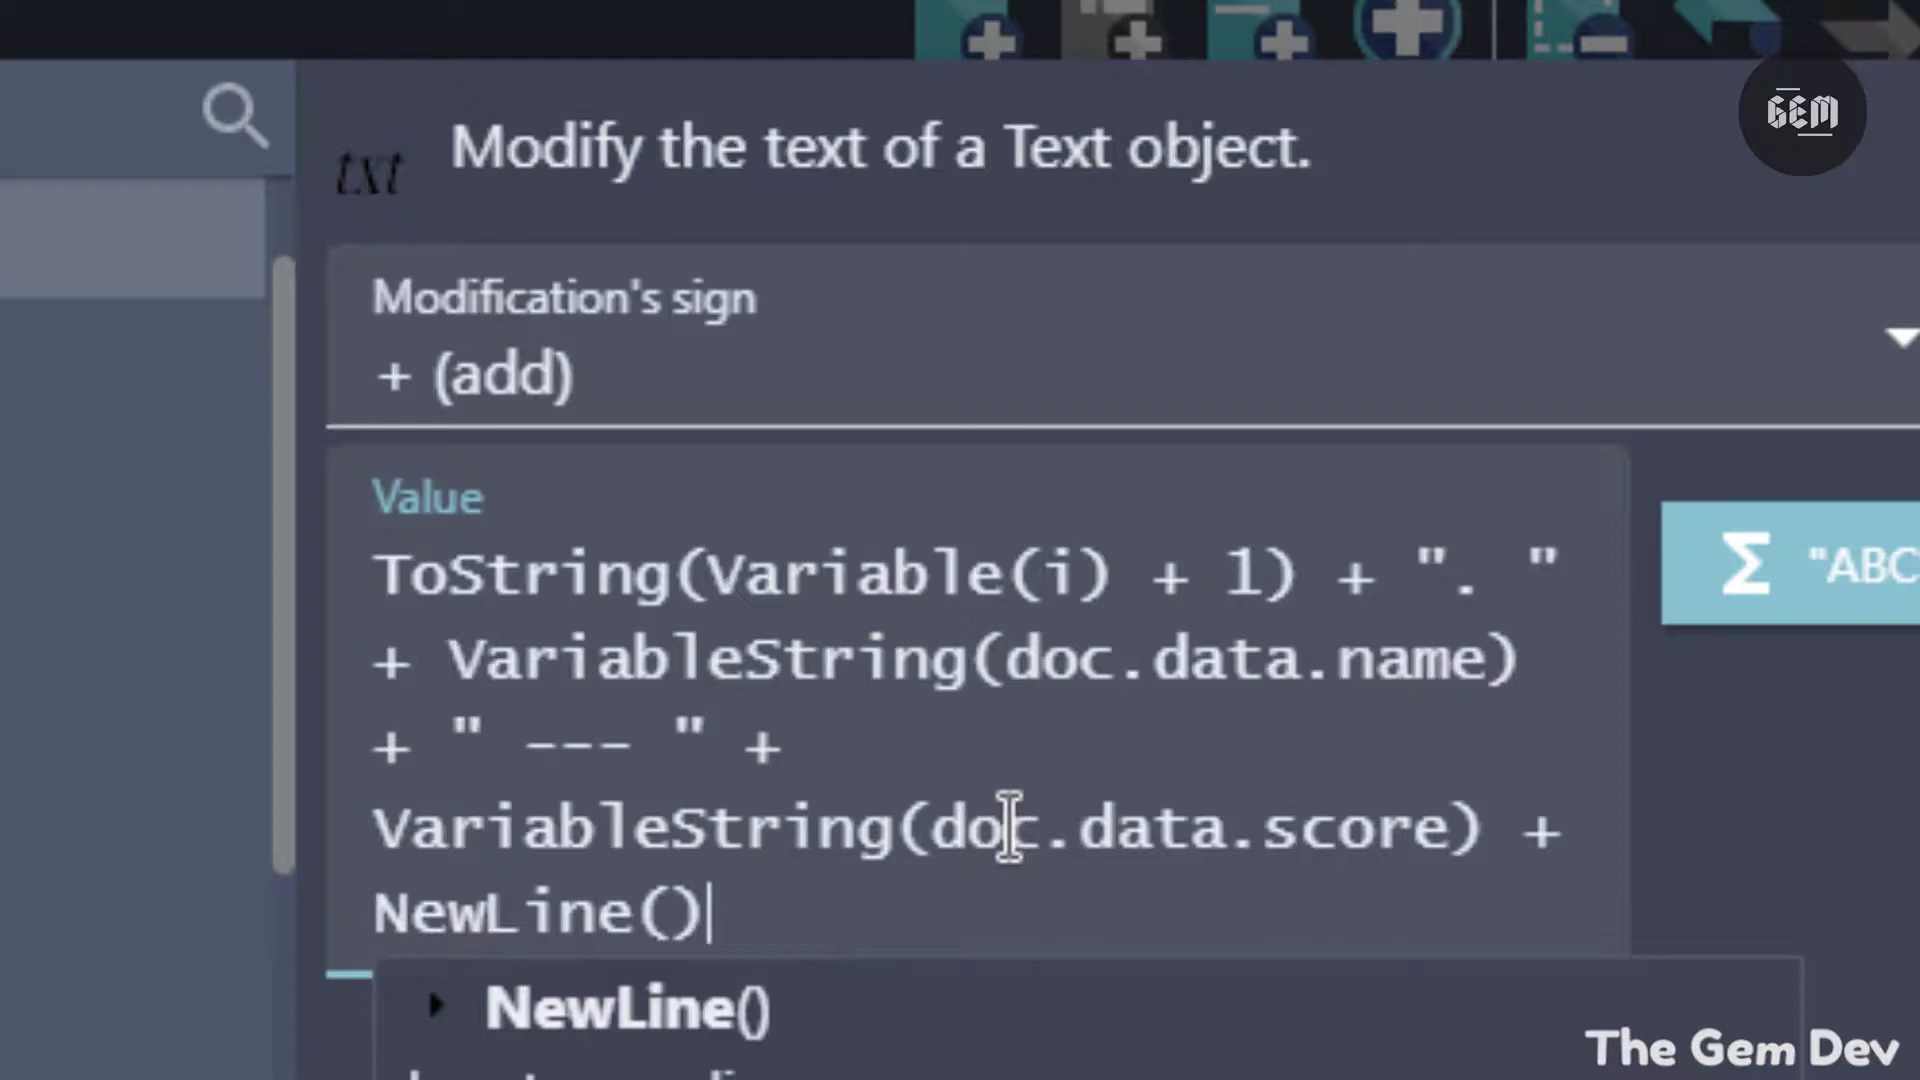 GEM
txt
Modify the text of a Text object.
Modification's sign
+ (add)
Value
ToString(Variable(i) + 1) + ". "
+ VariableString(doc.data.name)
+ " --- " +
VariableString(doc.data.score) +
NewLine()
Σ "ABC
NewLine()
The Gem Dev